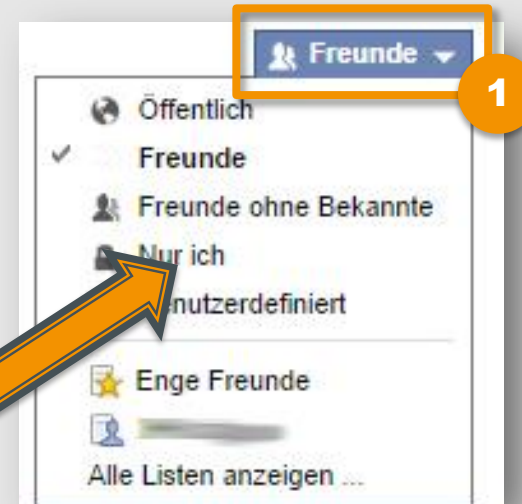 Freunde
1
Öffentlich
Freunde
Freunde ohne Bekannte
Nur ich
enutzerdefiniert
Enge Freunde
Alle Listen anzeigen ...